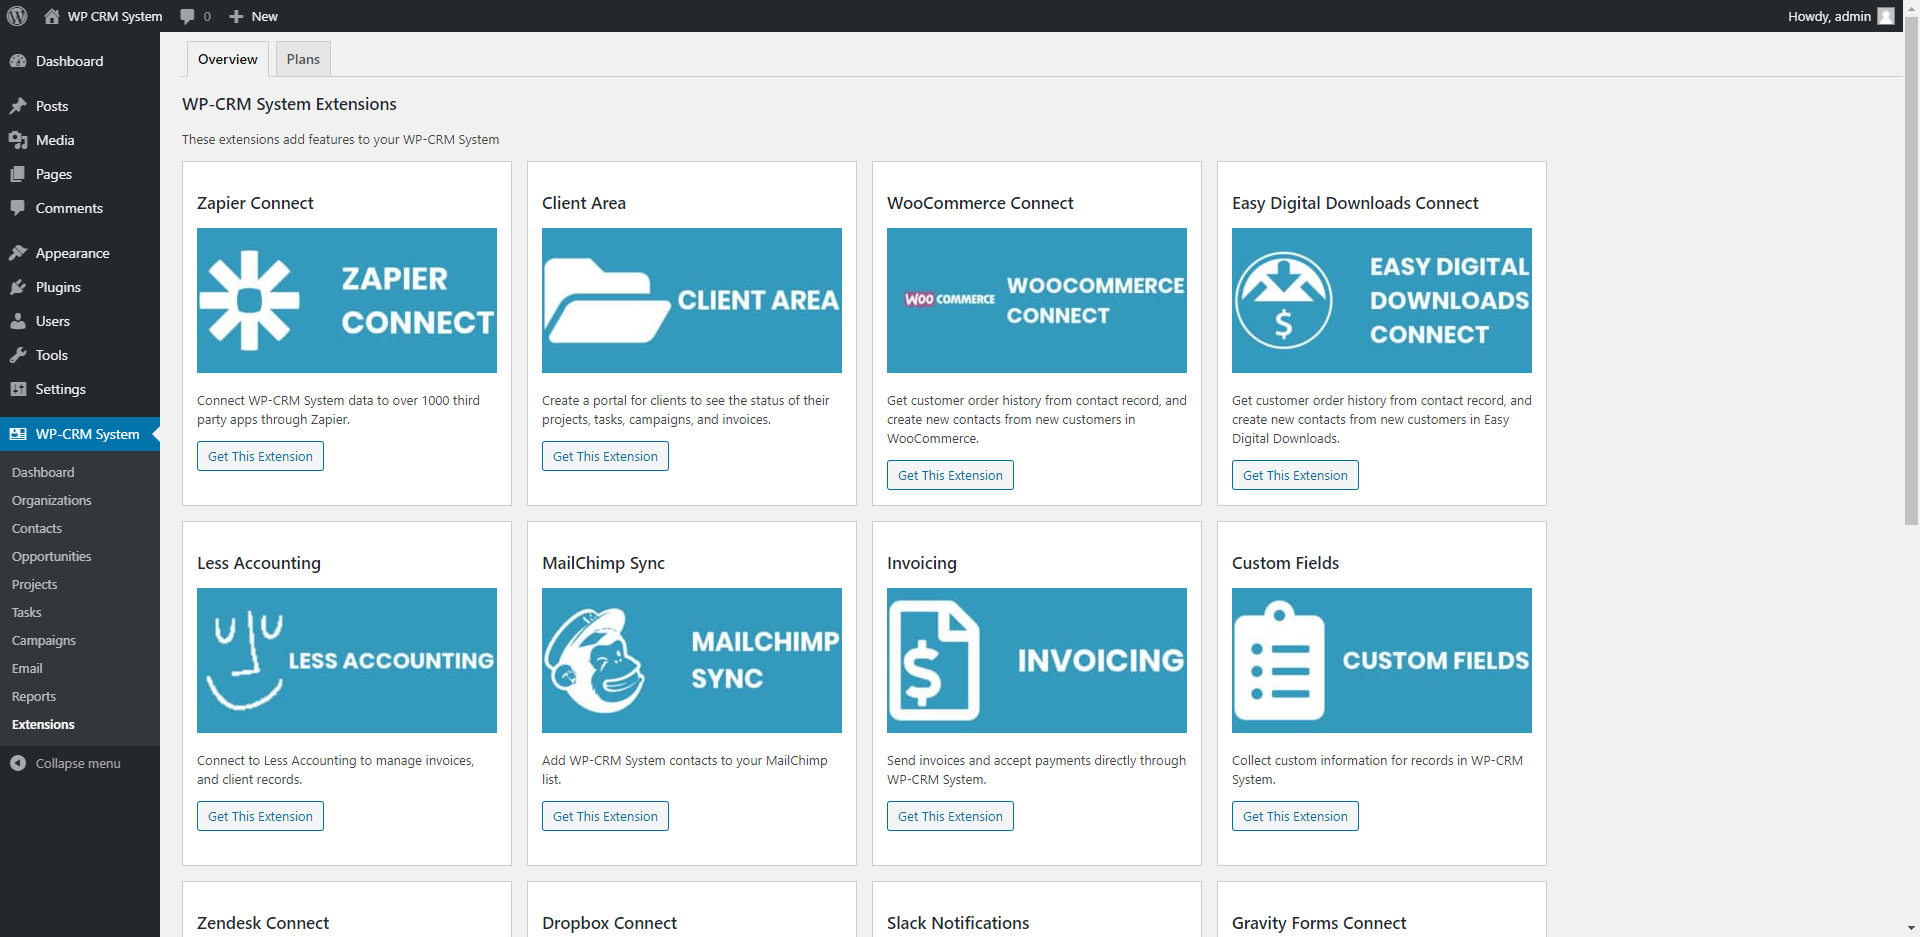 WP CRM System
0
New
Howdy, admin
Dashboard
Posts
Media
Pages
Comments
Appearance
Plugins
Users
Tools
Settings
WP-CRM System
Dashboard
Organizations
Contacts
Opportunities
Projects
Tasks
Campaigns
Email
Reports
Extensions
Collapse menu
Overview
Plans
WP-CRM System Extensions
These extensions add features to your WP-CRM System
Zapier Connect
ZAPIER
CONNECT
Connect WP-CRM System data to over 1000 third
party apps through Zapier.
Get This Extension
Client Area
CLIENT AREA
Create a portal for clients to see the status of their
projects, tasks, campaigns, and invoices.
Get This Extension
WooCommerce Connect
WOO COMMERCE
WOOCOMMERCE
CONNECT
Get customer order history from contact record, and
create new contacts from new customers in
WooCommerce.
Get This Extension
Easy Digital Downloads Connect
$
EASY DIGITAL
DOWNLOADS
CONNECT
Get customer order history from contact record, and
create new contacts from new customers in Easy
Digital Downloads.
Get This Extension
Less Accounting
LESS ACCOUNTING
Connect to Less Accounting to manage invoices,
and client records.
Get This Extension
MailChimp Sync
MAILCHIMP
SYNC
Add WP-CRM System contacts to your MailChimp
list.
Get This Extension
Invoicing
$
INVOICING
Send invoices and accept payments directly through
WP-CRM System.
Get This Extension
Custom Fields
CUSTOM FIELDS
Collect custom information for records in WP-CRM
System.
Get This Extension
Zendesk Connect
Dropbox Connect
Slack Notifications
Gravity Forms Connect